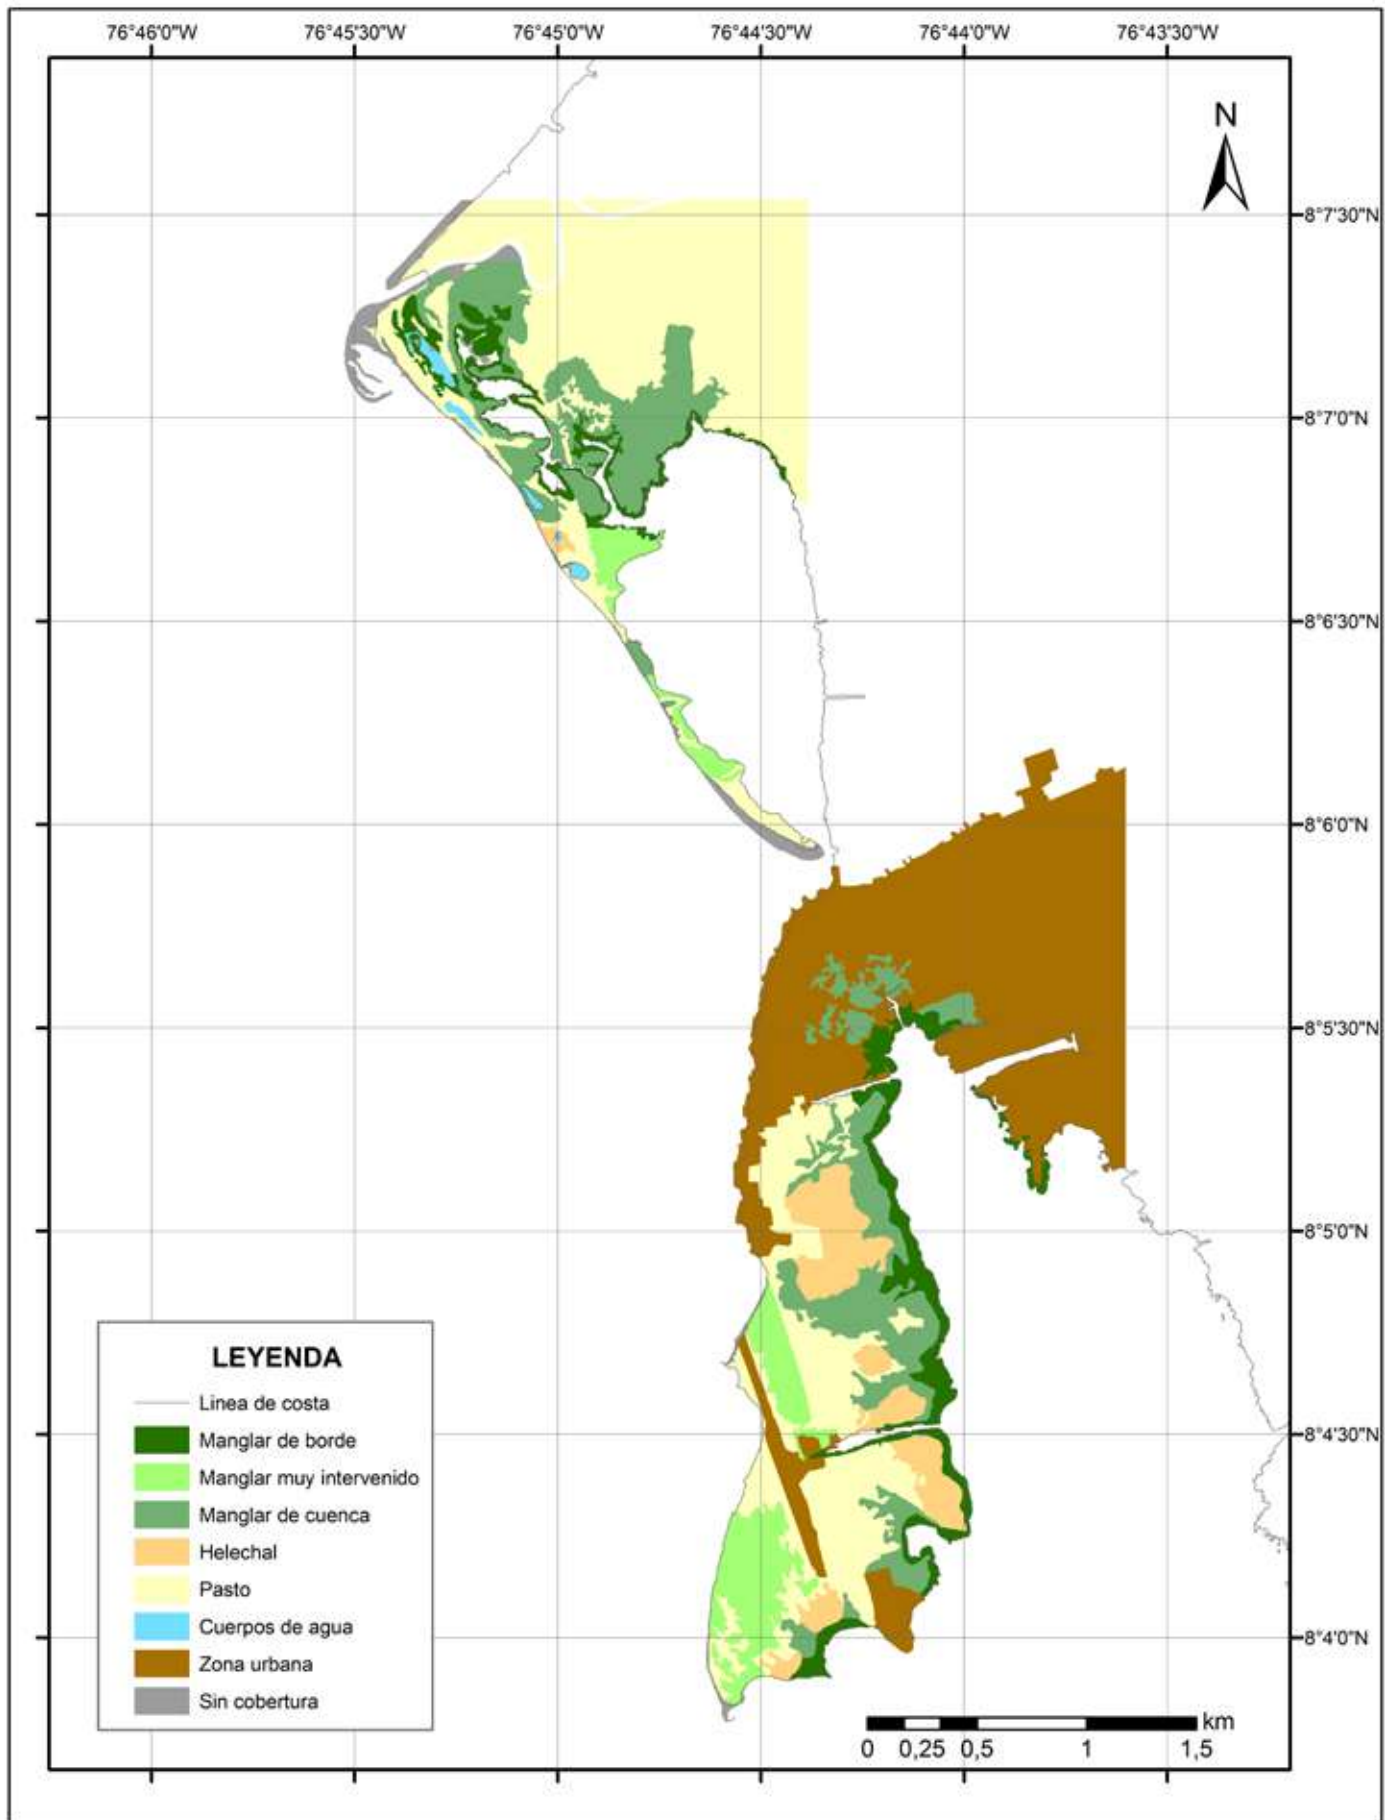 76°46'0"W 76°45'30"W 76°45'0"W 76°44'30"W 76°44'0"W 76°43'30"W
N
8°7'30"N
8°7'0"N
8°6'30"N
8°6'0"N
8°5'30"N
8°5'0"N
8°4'30"N
8°4'0"N
LEYENDA
Linea de costa
Manglar de borde
Manglar muy intervenido
Manglar de cuenca
Helechal
Pasto
Cuerpos de agua
Zona urbana
Sin cobertura
km
0 0,25 0,5 1 1,5